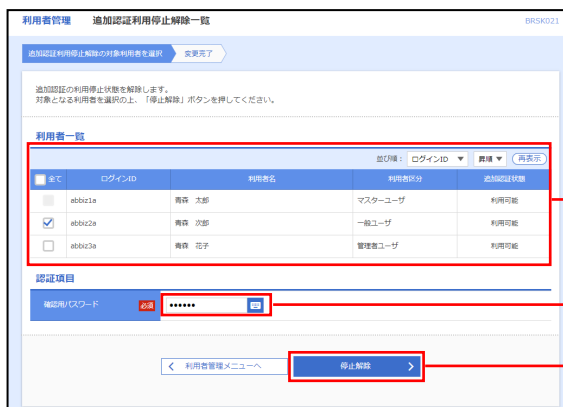 利用者管理 追加認証利用停止解除一覧 BRSK021
追加認証利用停止解除の対象利用者を選択 変更完了
追加認証の利用停止状態を解除します。
対象となる利用者を選択の上、「停止解除」ボタンを押してください。
利用者一覧
並び順： ログインID ▼ 昇順 ▼ 再表示
全て ログインID 利用者名 利用者区分 追加認証状態
abbiz1a 青森 太郎 マスターユーザ 利用可能
abbiz2a 青森 次郎 一般ユーザ 利用可能
abbiz3a 青森 花子 管理者ユーザ 利用可能
認証項目
確認用パスワード 必須 ••••••
利用者管理メニューへ 停止解除